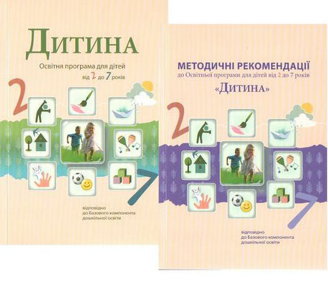 ДИТИНА
Освітня програма для дітей
від 2 до 7 років
2
7
відповідно
до Базового компонента
дошкільної освіти
МЕТОДИЧНІ РЕКОМЕНДАЦІЇ
до Освітньої програми для дітей від 2 до 7 років
«ДИТИНА»
2
7
відповідно
до Базового компонента
дошкільної освіти